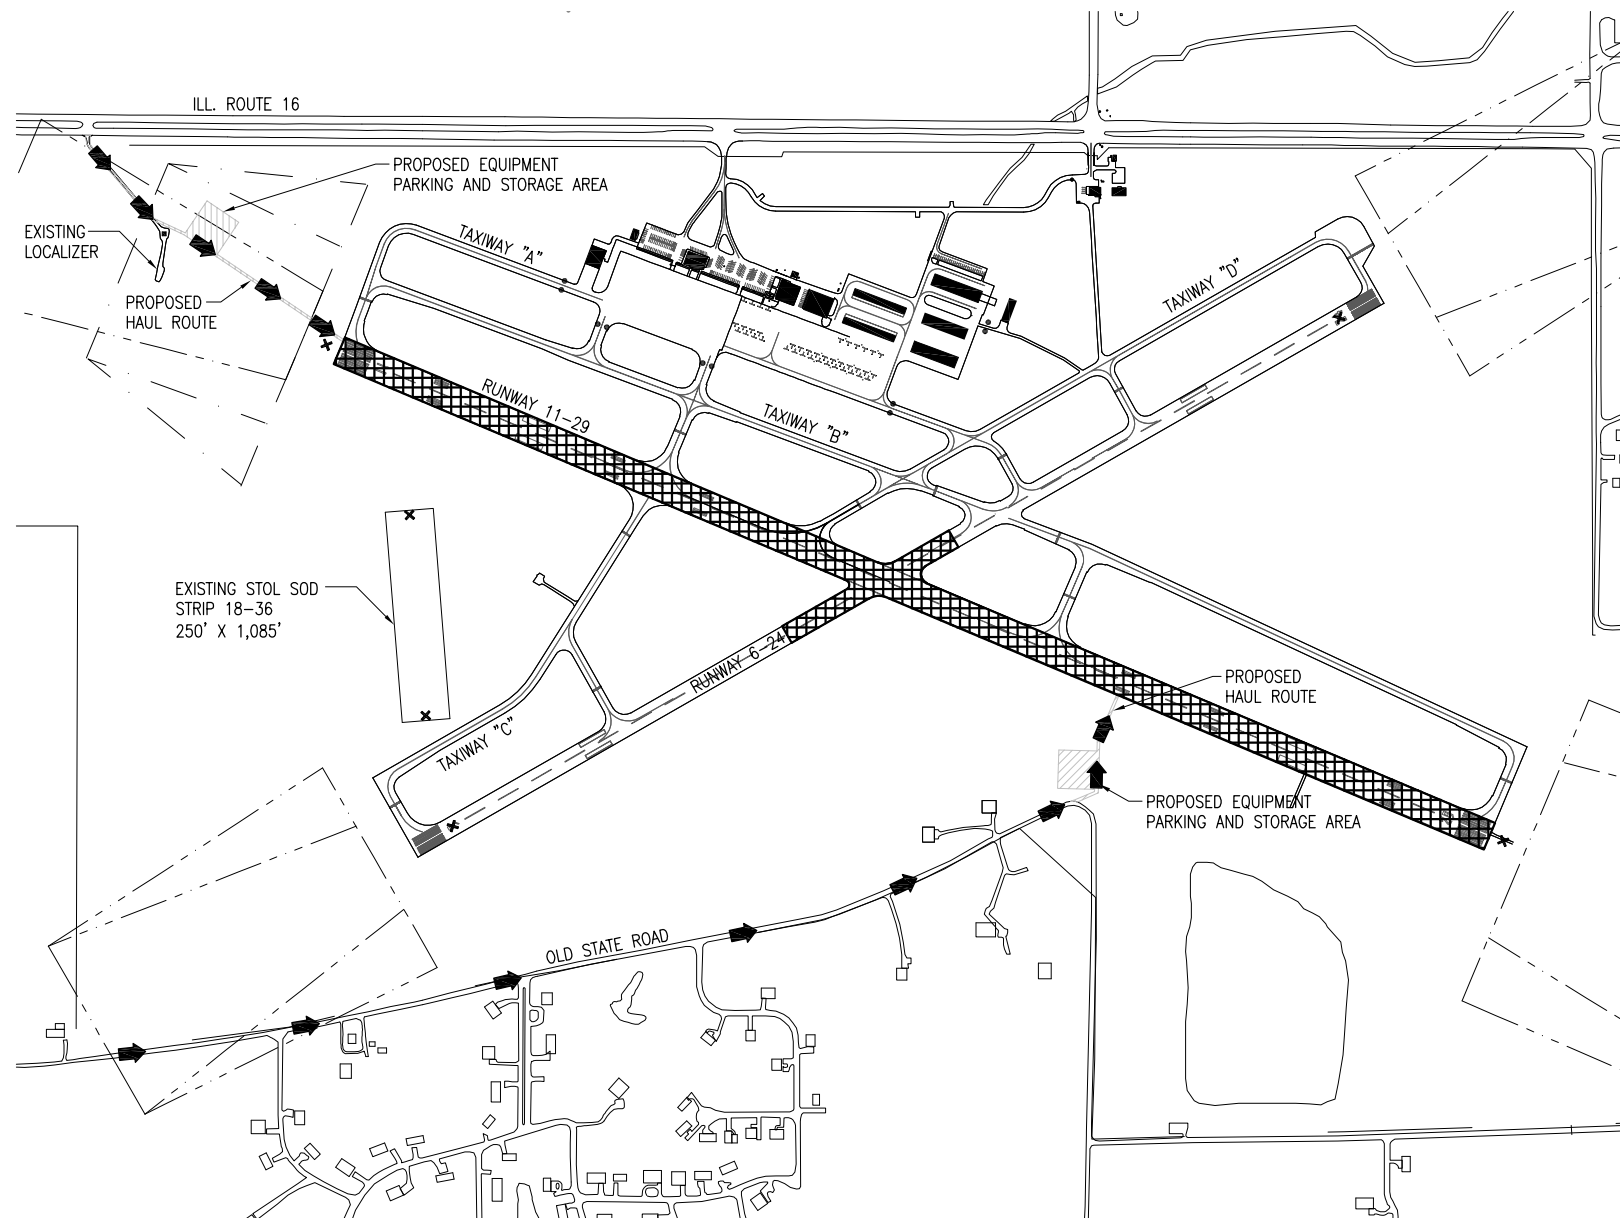 ILL. ROUTE 16
PROPOSED EQUIPMENT
PARKING AND STORAGE AREA
EXISTING
LOCALIZER
TAXIWAY "A"
TAXIWAY "D"
PROPOSED
HAUL ROUTE
RUNWAY 11-29
TAXIWAY "B"
EXISTING STOL SOD
STRIP 18-36
250' X 1,085'
RUNWAY 6-24
PROPOSED
HAUL ROUTE
TAXIWAY "C"
PROPOSED EQUIPMENT
PARKING AND STORAGE AREA
OLD STATE ROAD